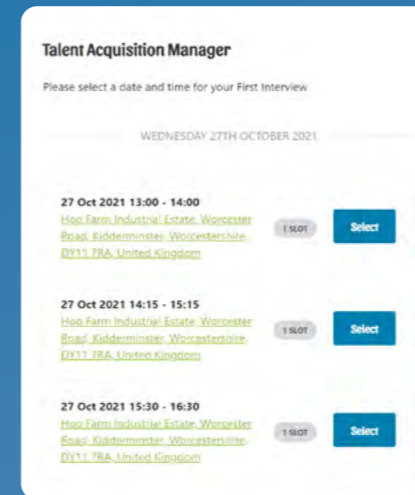 Talent Acquisition Manager
Please select a date and time for your First Interview
WEDNESDAY 27TH OCTOBER 2021
27 Oct 2021 13:00 - 14:00
Hoo Farm Industrial Estate, Worcester
Road, Kidderminster, Worcestershire,
DY11 7RA, United Kingdom
1 SLOT
Select
27 Oct 2021 14:15 - 15:15
Hoo Farm Industrial Estate, Worcester
Road, Kidderminster, Worcestershire,
DY11 7RA, United Kingdom
1 SLOT
Select
27 Oct 2021 15:30 - 16:30
Hoo Farm Industrial Estate, Worcester
Road, Kidderminster, Worcestershire,
DY11 7RA, United Kingdom
1 SLOT
Select